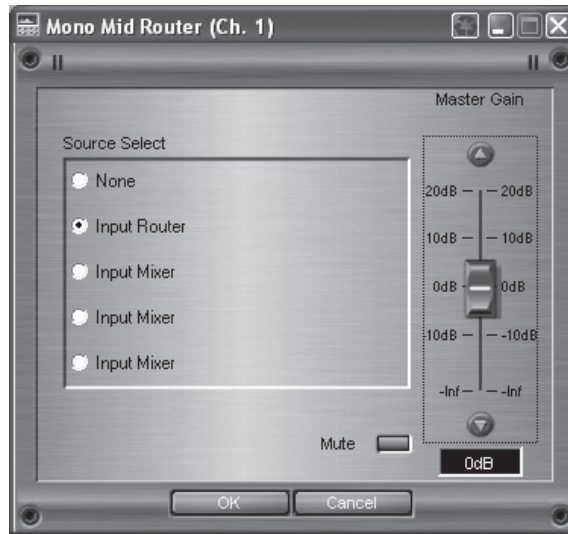 Mono Mid Router (Ch. 1)
Master Gain
Source Select
None
Input Router
Input Mixer
Input Mixer
Input Mixer
20dB 20dB
10dB 10dB
0dB 0dB
-10dB -10dB
-Inf -Inf
Mute
0dB
OK Cancel